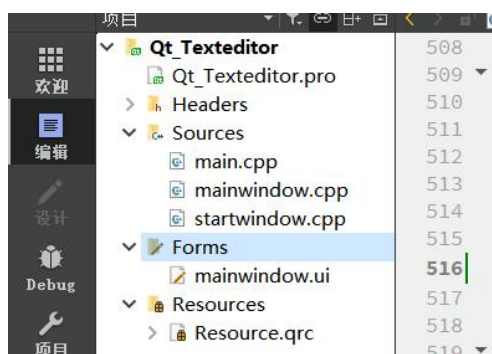 项目
欢迎
编辑
设计
Debug
项目
Qt_Texteditor
Qt_Texteditor.pro
Headers
Sources
main.cpp
mainwindow.cpp
startwindow.cpp
Forms
mainwindow.ui
Resources
Resource.qrc
508
509
510
511
512
513
514
515
516
517
518
519